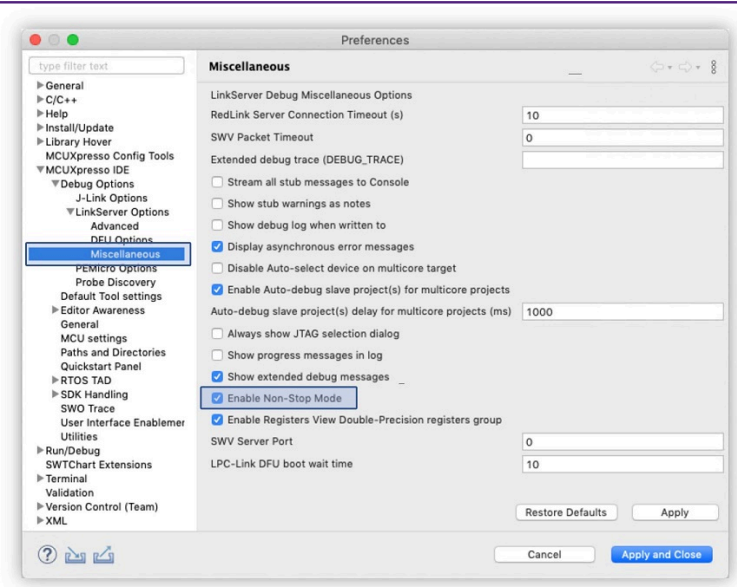 Preferences
type filter text
General
C/C++
Help
Install/Update
Library Hover
MCUXpresso Config Tools
MCUXpresso IDE
Debug Options
J-Link Options
LinkServer Options
Advanced
DFU Options
Miscellaneous
PEMicro Options
Probe Discovery
Default Tool settings
Editor Awareness
General
MCU settings
Paths and Directories
Quickstart Panel
RTOS TAD
SDK Handling
SWO Trace
User Interface Enablemer
Utilities
Run/Debug
SWTChart Extensions
Terminal
Validation
Version Control (Team)
XML
Miscellaneous
LinkServer Debug Miscellaneous Options
RedLink Server Connection Timeout (s) 10
SWV Packet Timeout 0
Extended debug trace (DEBUG_TRACE)
Stream all stub messages to Console
Show stub warnings as notes
Show debug log when written to
Display asynchronous error messages
Disable Auto-select device on multicore target
Enable Auto-debug slave project(s) for multicore projects
Auto-debug slave project(s) delay for multicore projects (ms) 1000
Always show JTAG selection dialog
Show progress messages in log
Show extended debug messages
Enable Non-Stop Mode
Enable Registers View Double-Precision registers group
SWV Server Port 0
LPC-Link DFU boot wait time 10
Restore Defaults Apply
? Cancel Apply and Close